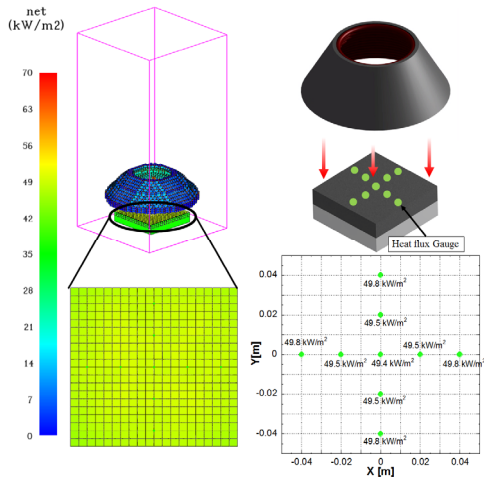 net
(kW/m2)
70
63
56
49
42
35
28
21
14
7
0
Heat flux Gauge
0.04
0.02
0
-0.02
-0.04
Y[m]
49.8 kW/m²
49.5 kW/m²
49.8 kW/m²
49.5 kW/m²
49.5 kW/m²
49.4 kW/m²
49.8 kW/m²
49.5 kW/m²
49.8 kW/m²
-0.04
-0.02
0
0.02
0.04
X [m]